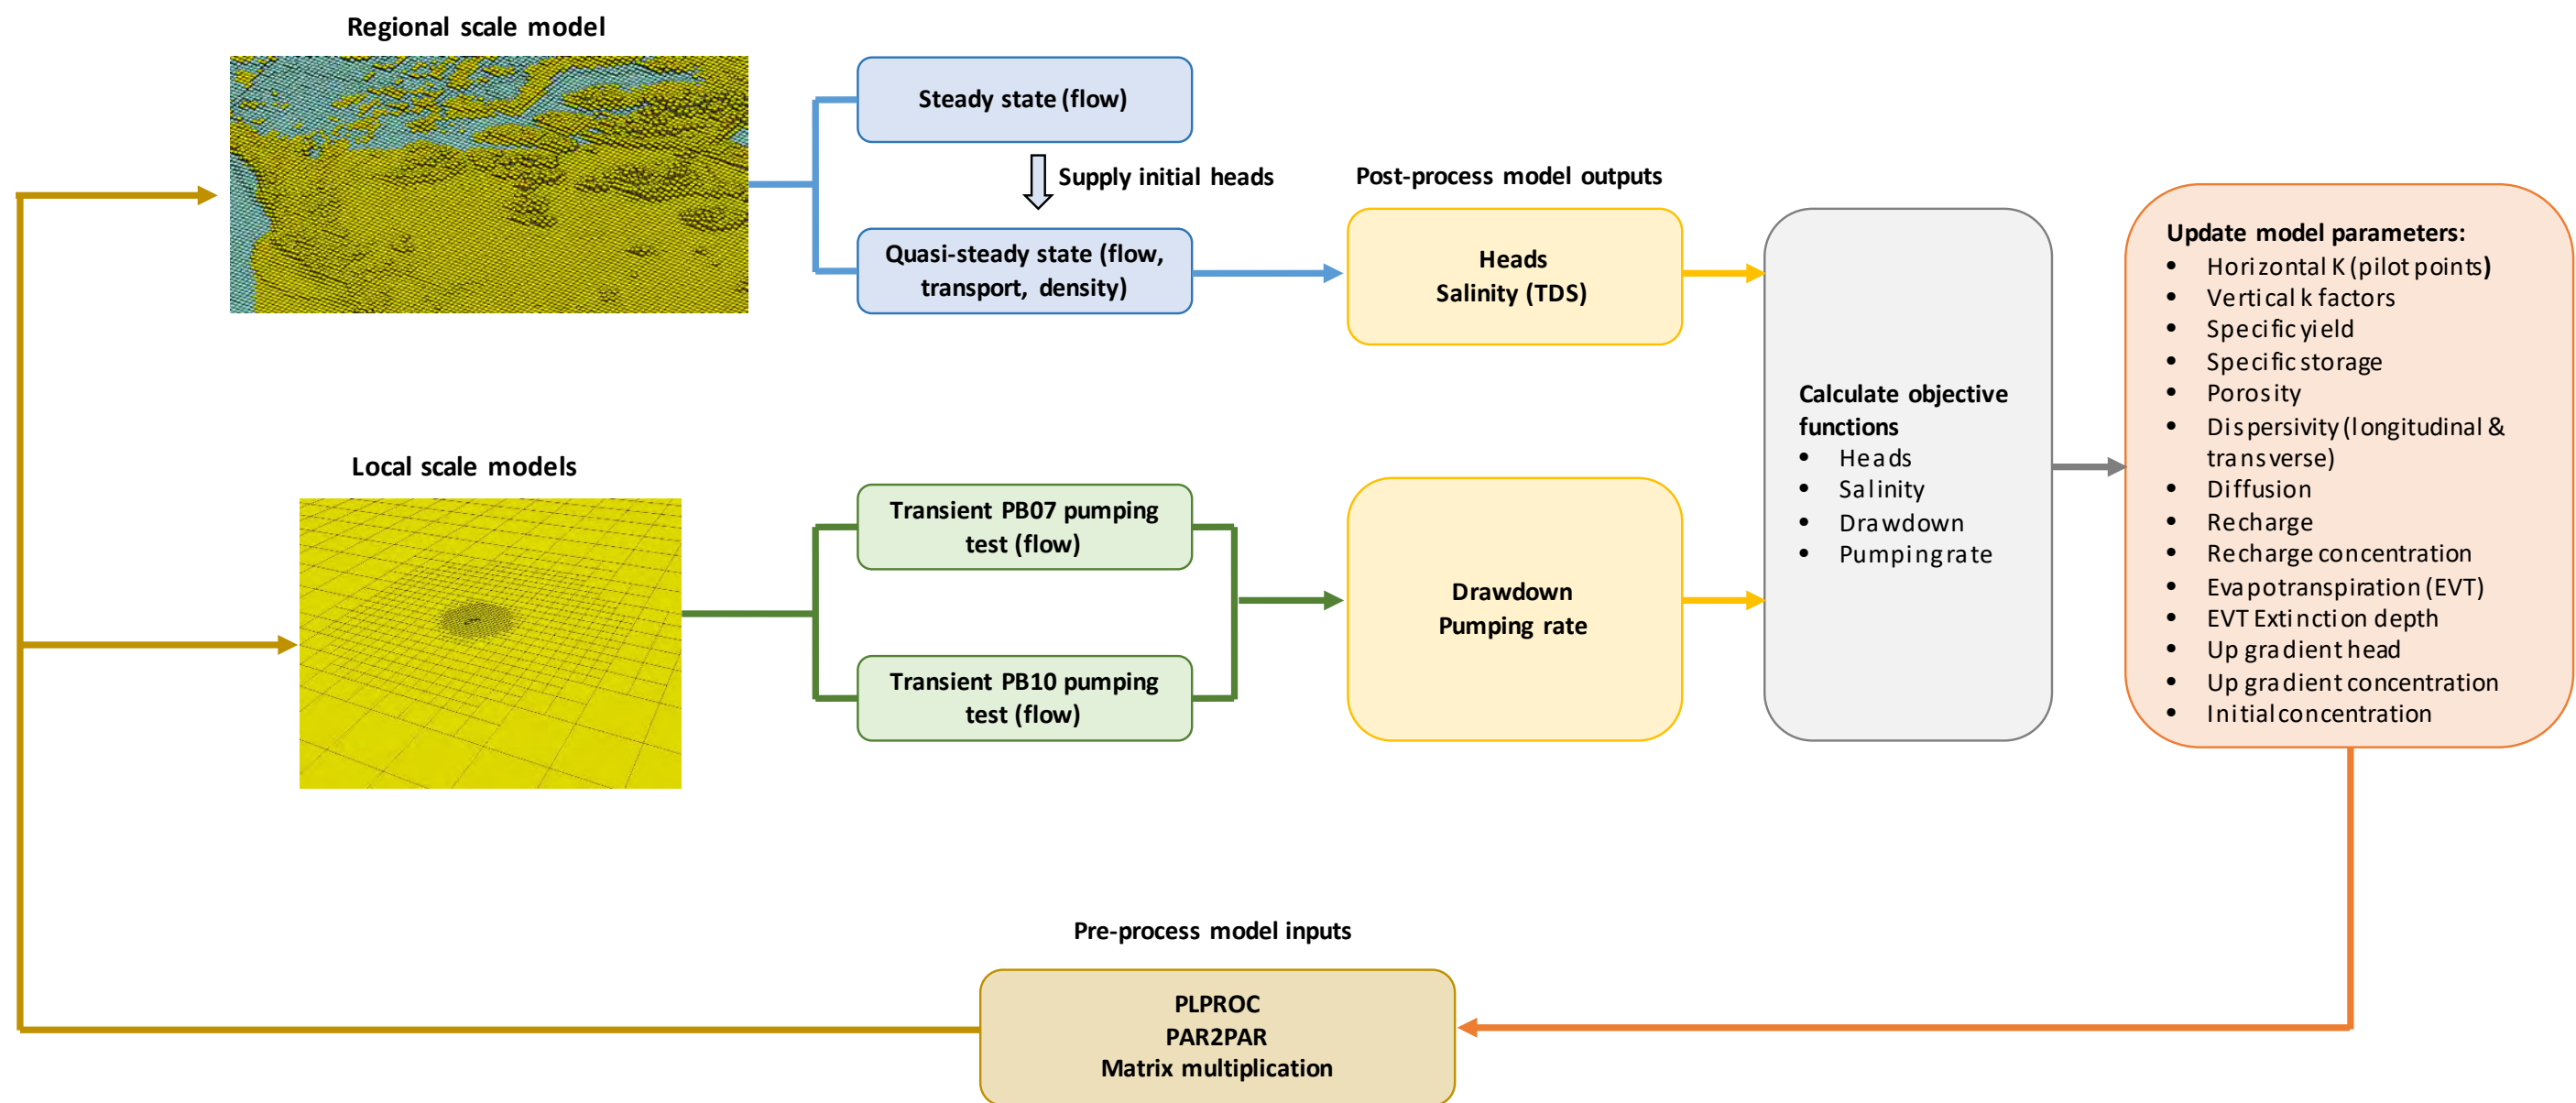 Regional scale model
Steady state (flow)
Supply initial heads
Quasi-steady state (flow,
transport, density)
Post-process model outputs
Heads
Salinity (TDS)
Local scale models
Transient PB07 pumping
test (flow)
Transient PB10 pumping
test (flow)
Drawdown
Pumping rate
Calculate objective
functions
• Heads
• Salinity
• Drawdown
• Pumping rate
Update model parameters:
• Horizontal K (pilot points)
• Vertical k factors
• Specific yield
• Specific storage
• Porosity
• Dispersivity (longitudinal &
transverse)
• Diffusion
• Recharge
• Recharge concentration
• Evapotranspiration (EVT)
• EVT Extinction depth
• Up gradient head
• Up gradient concentration
• Initial concentration
Pre-process model inputs
PLPROC
PAR2PAR
Matrix multiplication